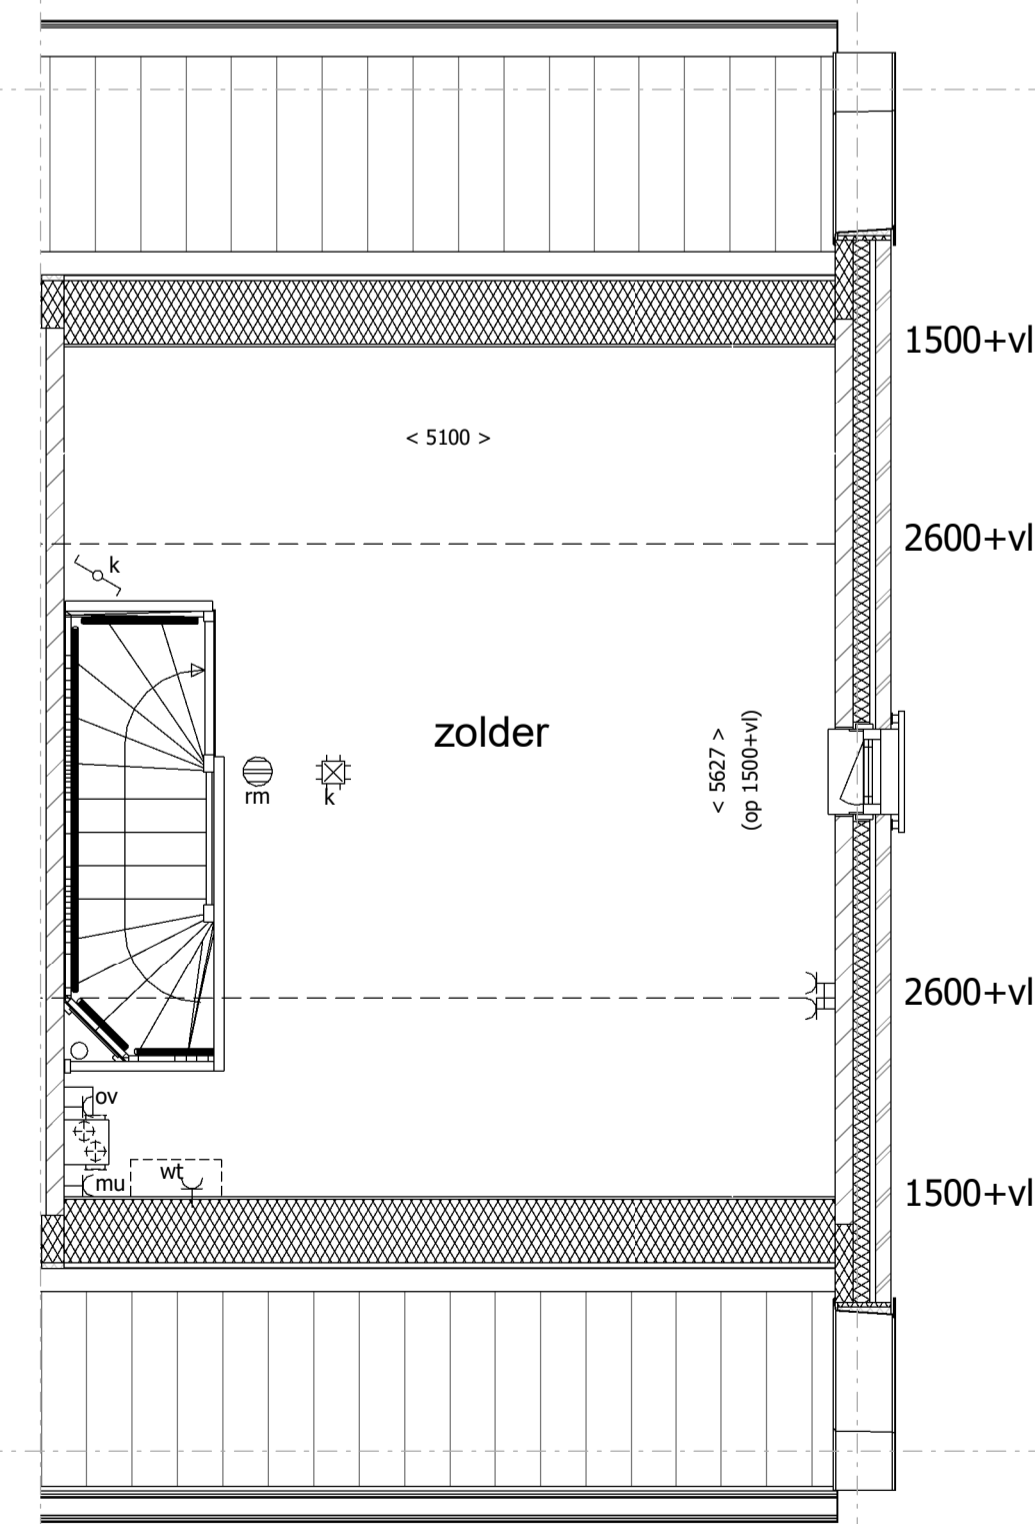 1500+vl
< 5100 >
2600+vl
k
zolder
< 5627 >
(op 1500+vl)
rm
k
2600+vl
ov
wt
mu
1500+vl